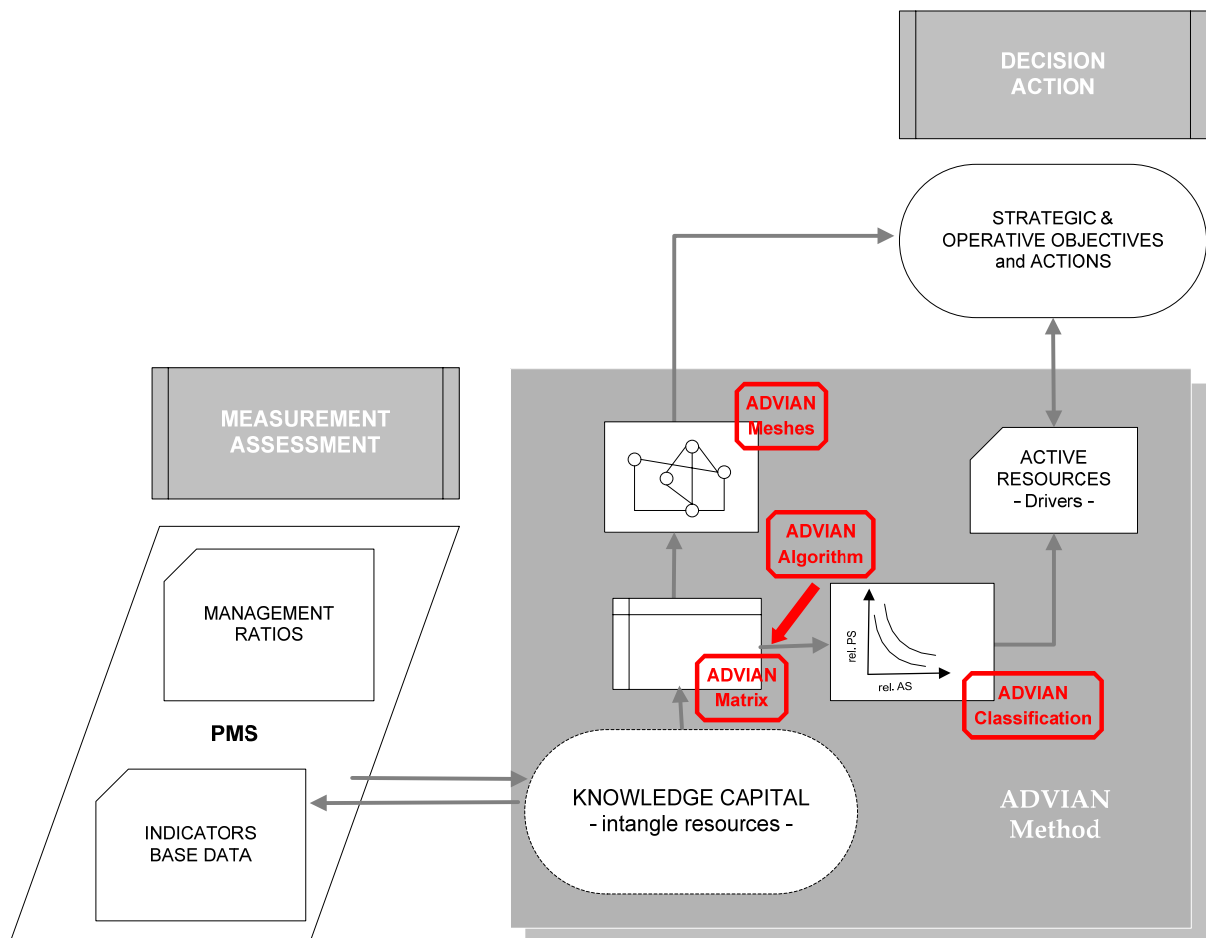 DECISION
ACTION
STRATEGIC &
OPERATIVE OBJECTIVES
and ACTIONS
MEASUREMENT
ASSESSMENT
ADVIAN
Meshes
ACTIVE
RESOURCES
- Drivers -
ADVIAN
Algorithm
MANAGEMENT
RATIOS
rel. PS
rel. AS
ADVIAN
Matrix
ADVIAN
Classification
PMS
KNOWLEDGE CAPITAL
- intangle resources -
INDICATORS
BASE DATA
ADVIAN
Method